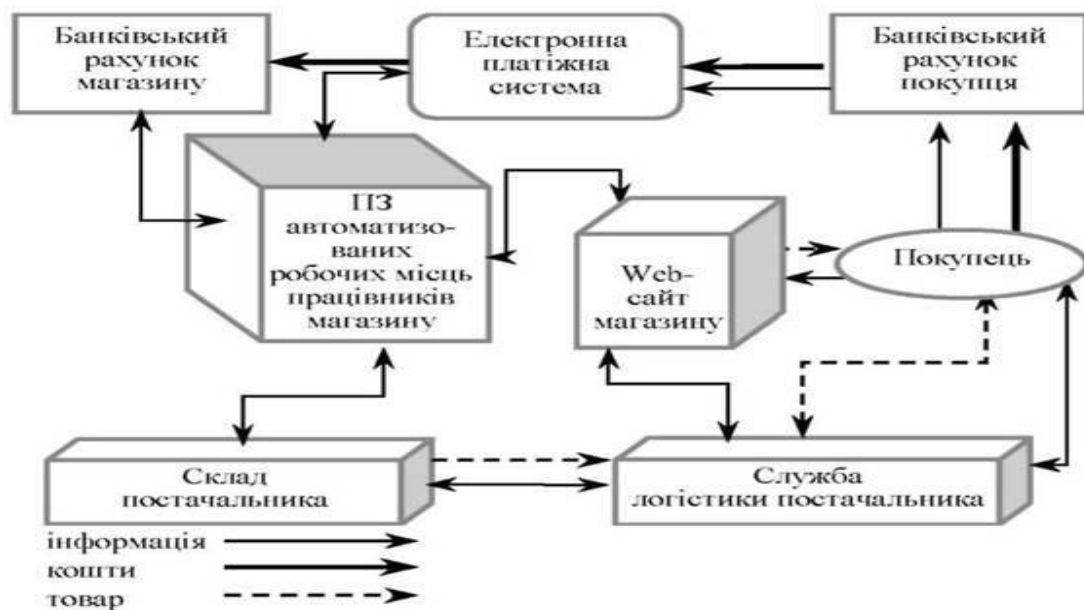 Банківський
рахунок
магазину
Електронна
платіжна
система
Банківський
рахунок
покупця
ПЗ
автоматизо-
ваних
робочих місць
працівників
магазину
Web-
сайт
магазину
Покупець
Склад
постачальника
Служба
логістики постачальника
інформація
кошти
товар